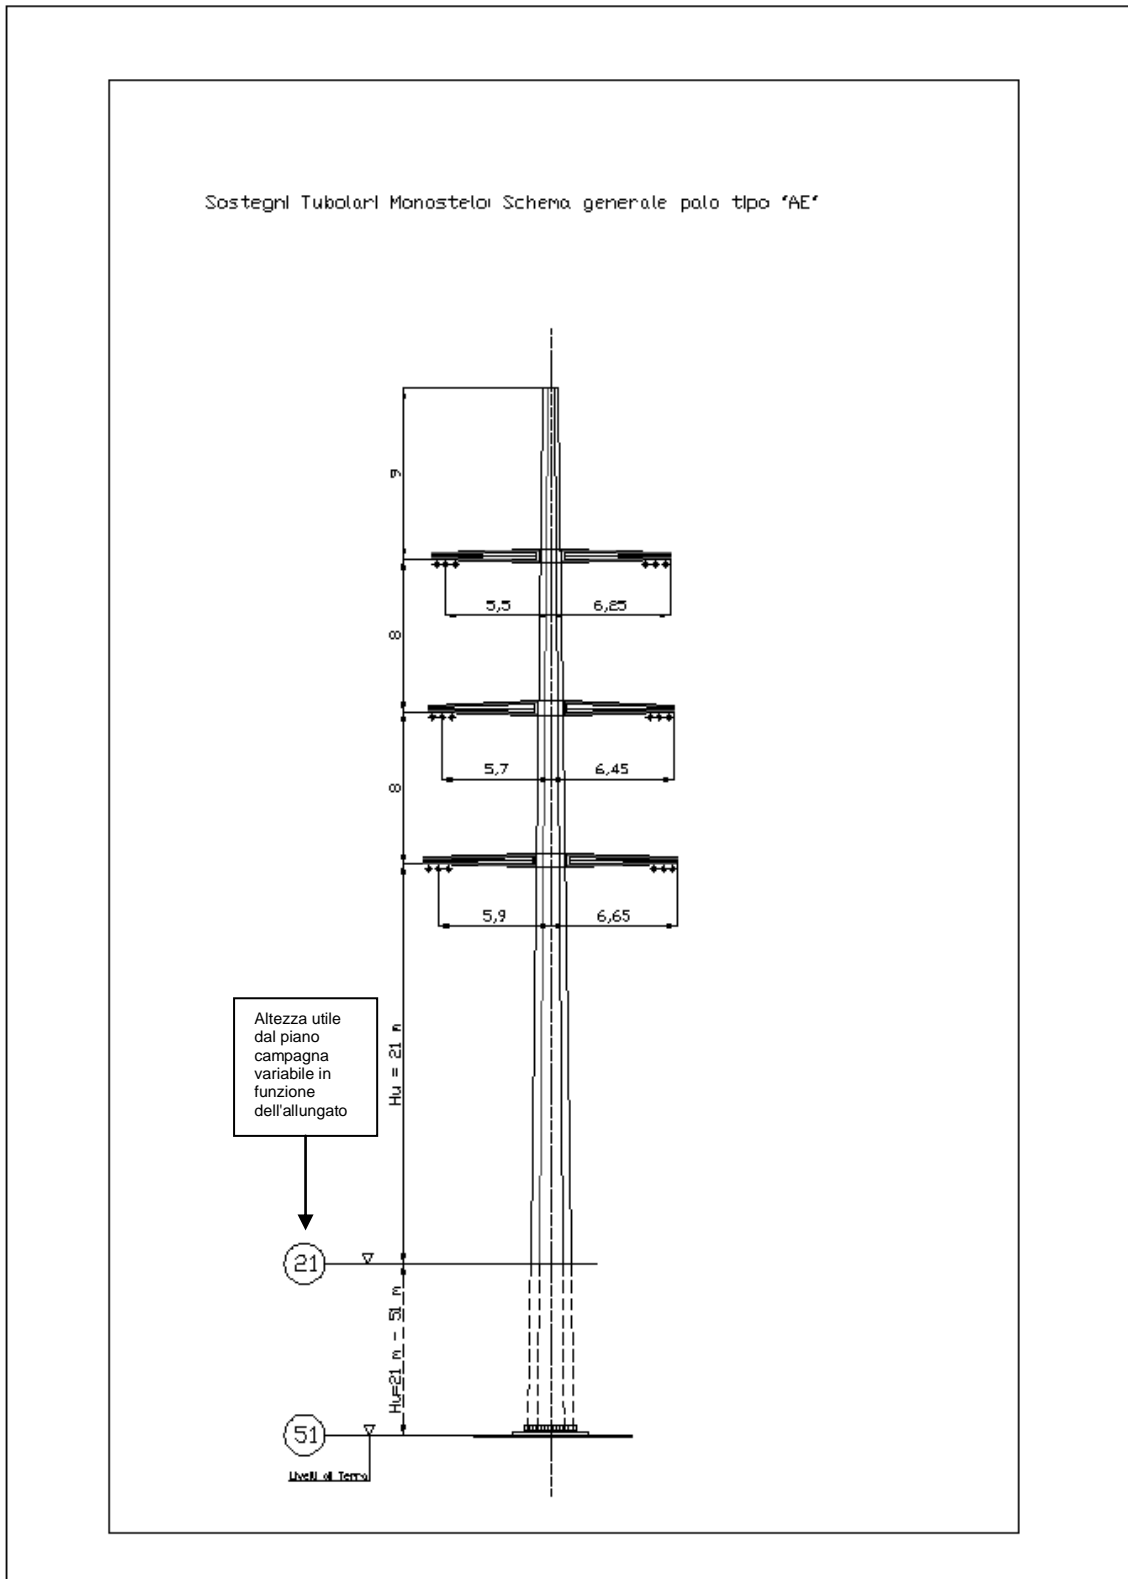 Sostegni Tubolari Monostelo: Schema generale palo tipo "AE"
9
5,5 6,25
8
5,7 6,45
8
5,9 6,65
Altezza utile
dal piano
campagna
variabile in
funzione
dell'allungato
Hu = 21 m
21
Hu=21 m - 51 m
51
Livelli di Terra